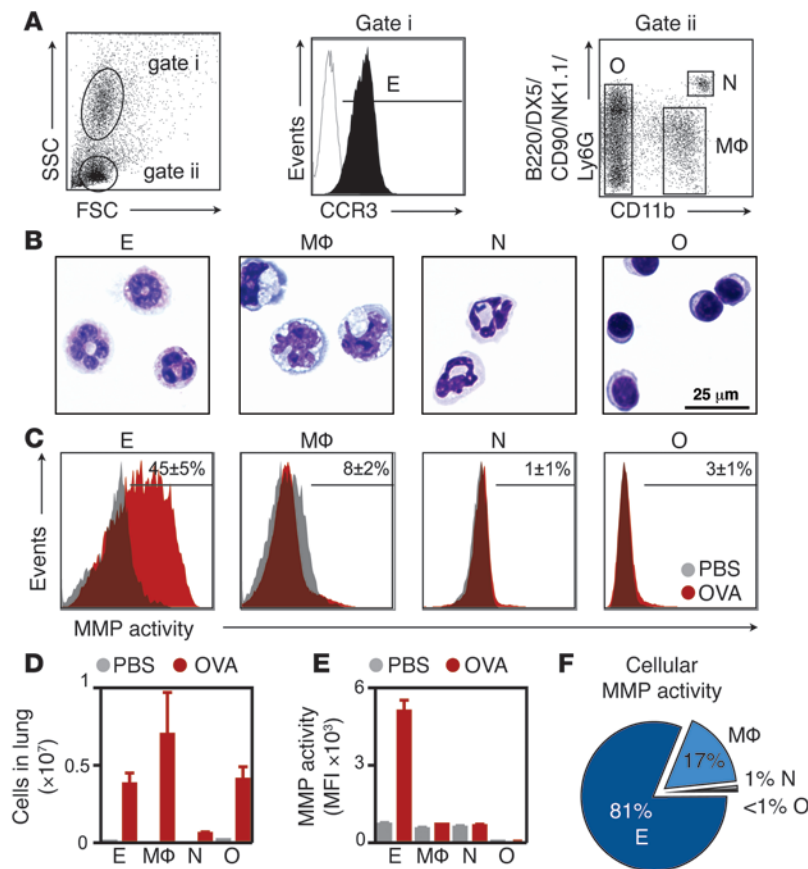 A
SSC
FSC
gate i
gate ii
Gate i
Events
CCR3
E
Gate ii
B220/DX5/
CD90/NK1.1/
Ly6G
CD11b
O
N
MΦ
B
E
MΦ
N
O
25 μm
C
E
MΦ
N
O
Events
45±5%
8±2%
1±1%
3±1%
PBS
OVA
MMP activity
D
PBS
OVA
Cells in lung
(×10⁷)
1
0.5
0
E
MΦ
N
O
E
PBS
OVA
MMP activity
(MFI ×10³)
6
3
0
E
MΦ
N
O
F
Cellular
MMP activity
MΦ
17%
1% N
<1% O
81%
E